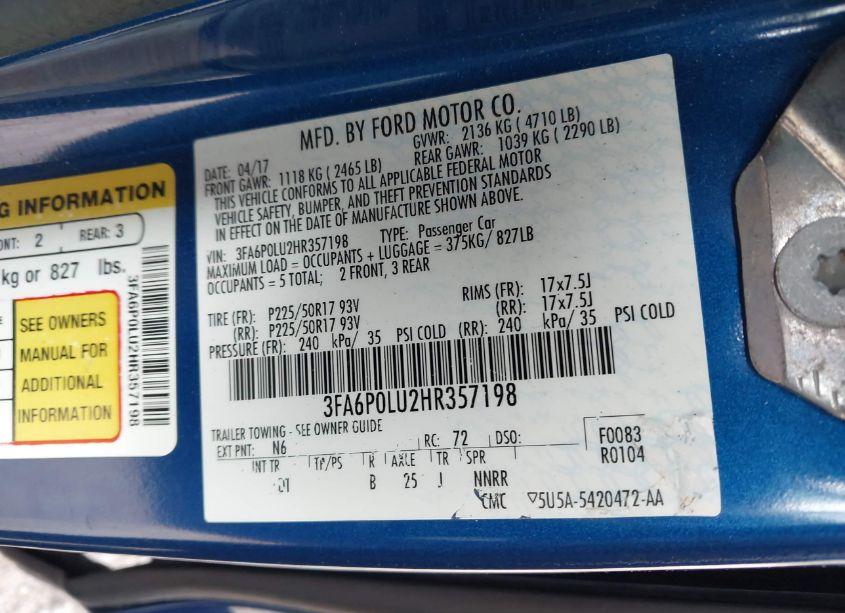 G INFORMATION
ONT: 2 REAR: 3
kg or 827 lbs.
SEE OWNERS
MANUAL FOR
ADDITIONAL
INFORMATION
3FA6P0LU2HR357198
MFD. BY FORD MOTOR CO.
DATE: 04/17 GVWR: 2136 KG ( 4710 LB)
FRONT GAWR: 1118 KG ( 2465 LB) REAR GAWR: 1039 KG ( 2290 LB)
THIS VEHICLE CONFORMS TO ALL APPLICABLE FEDERAL MOTOR
VEHICLE SAFETY, BUMPER, AND THEFT PREVENTION STANDARDS
IN EFFECT ON THE DATE OF MANUFACTURE SHOWN ABOVE.
VIN: 3FA6P0LU2HR357198 TYPE: Passenger Car
MAXIMUM LOAD = OCCUPANTS + LUGGAGE = 375KG/ 827LB
OCCUPANTS = 5 TOTAL; 2 FRONT, 3 REAR
TIRE (FR): P225/50R17 93V RIMS (FR): 17x7.5J
(RR): P225/50R17 93V (RR): 17x7.5J
PRESSURE (FR): 240 kPa/ 35 PSI COLD (RR): 240 kPa/ 35 PSI COLD
3FA6P0LU2HR357198
TRAILER TOWING - SEE OWNER GUIDE
EXT PNT: N6 RC: 72 DSO: F0083
R0104
INT TR TP/PS R AXLE TR SPR
B 25 J NNRR
CMC ▽5U5A-5420472-AA